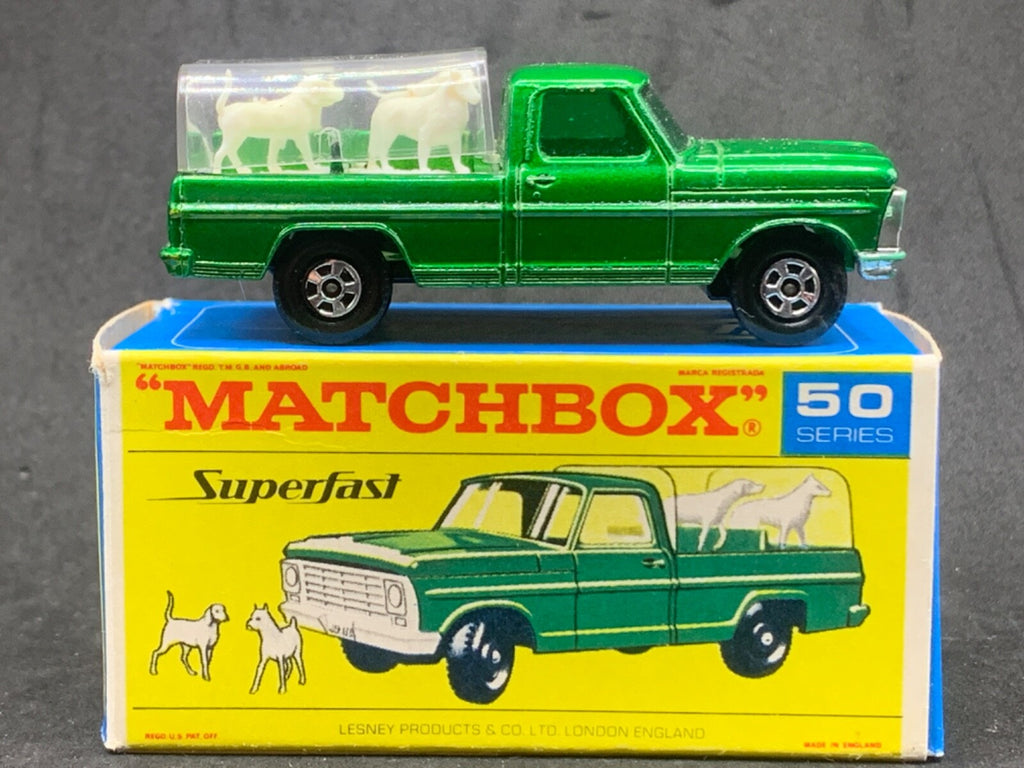 "MATCHBOX" REGD. T.M. G.B. AND ABROAD
MARCA REGISTRADA
"MATCHBOX"®
50
SERIES
Superfast
LESNEY PRODUCTS & CO. LTD. LONDON ENGLAND
REGD U.S. PAT. OFF.
MADE IN ENGLAND